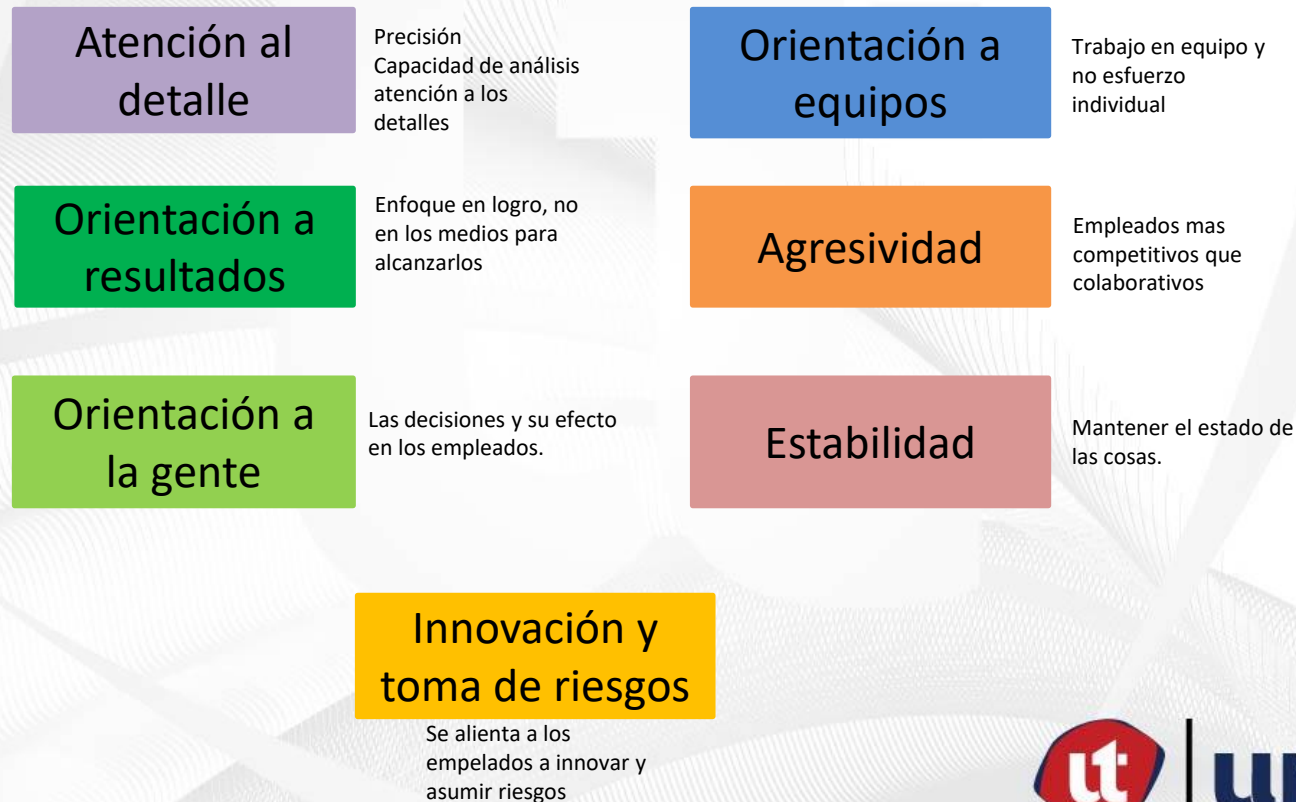 Atención al
detalle
Precisión
Capacidad de análisis
atención a los
detalles
Orientación a
equipos
Trabajo en equipo y
no esfuerzo
individual
Orientación a
resultados
Enfoque en logro, no
en los medios para
alcanzarlos
Agresividad
Empleados mas
competitivos que
colaborativos
Orientación a
la gente
Las decisiones y su efecto
en los empleados.
Estabilidad
Mantener el estado de
las cosas.
Innovación y
toma de riesgos
Se alienta a los
empelados a innovar y
asumir riesgos
ut